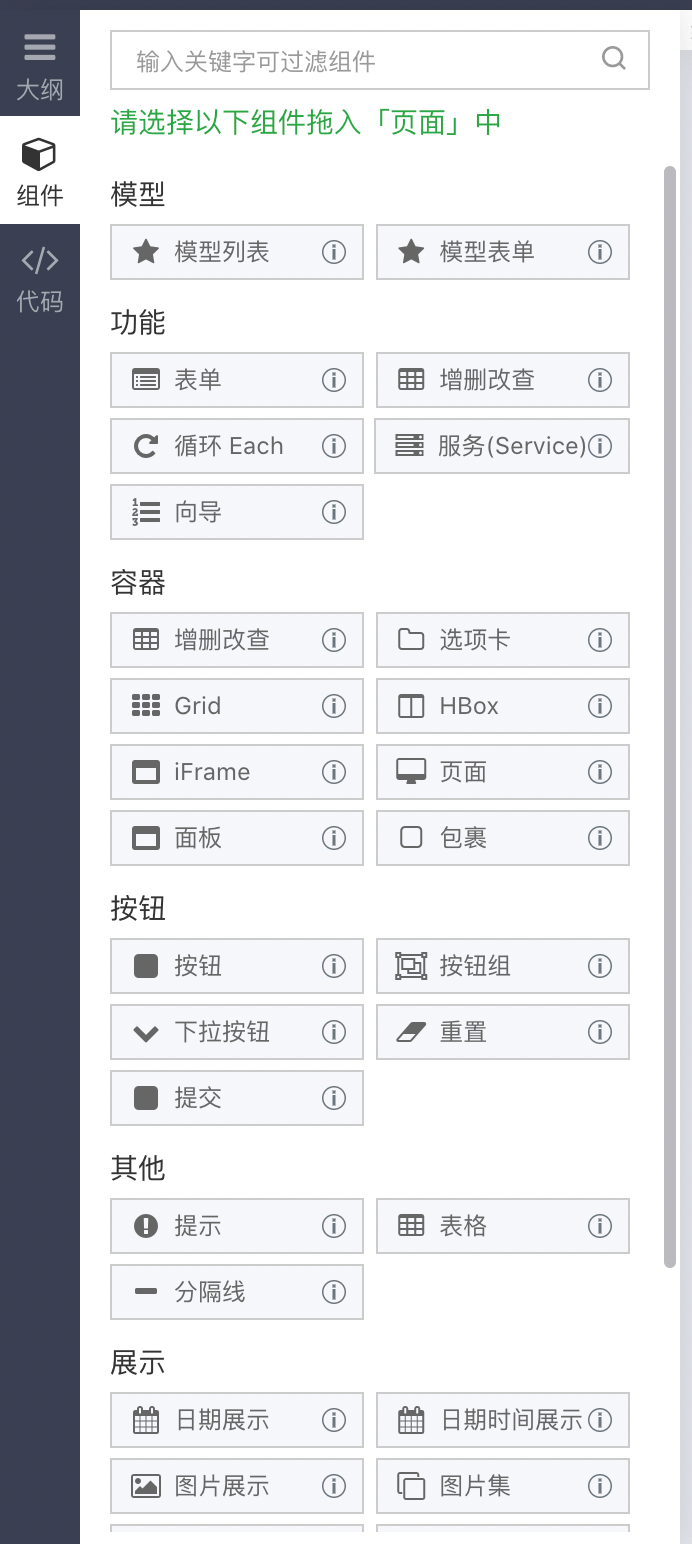 大纲
组件
代码
输入关键字可过滤组件
请选择以下组件拖入「页面」中
模型
模型列表 模型表单
功能
表单 增删改查
循环 Each 服务(Service)
向导
容器
增删改查 选项卡
Grid HBox
iFrame 页面
面板 包裹
按钮
按钮 按钮组
下拉按钮 重置
提交
其他
提示 表格
分隔线
展示
日期展示 日期时间展示
图片展示 图片集